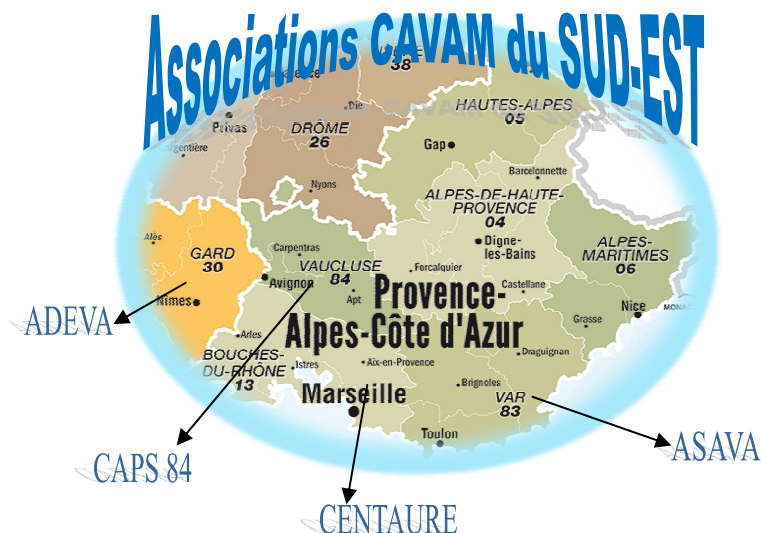 Associations CAVAM du SUD-EST
38
Die
HAUTES-ALPES
05
Privas
DRÔME
26
Gap
Barcelonnette
Nyons
ALPES-DE-HAUTE-
PROVENCE
04
Alès
GARD
30
Carpentras
VAUCLUSE
84
Digne-
les-Bains
ALPES-
MARITIMES
06
Forcalquier
Avignon
Apt
Castellane
Provence-
Alpes-Côte d'Azur
Nîmes
Nice
MONACO
Grasse
ADEVA
Arles
Draguignan
BOUCHES-
DU-RHÔNE
13
Istres
Aix-en-Provence
Marseille
Brignoles
VAR
83
Toulon
ASAVA
CAPS 84
CENTAURE